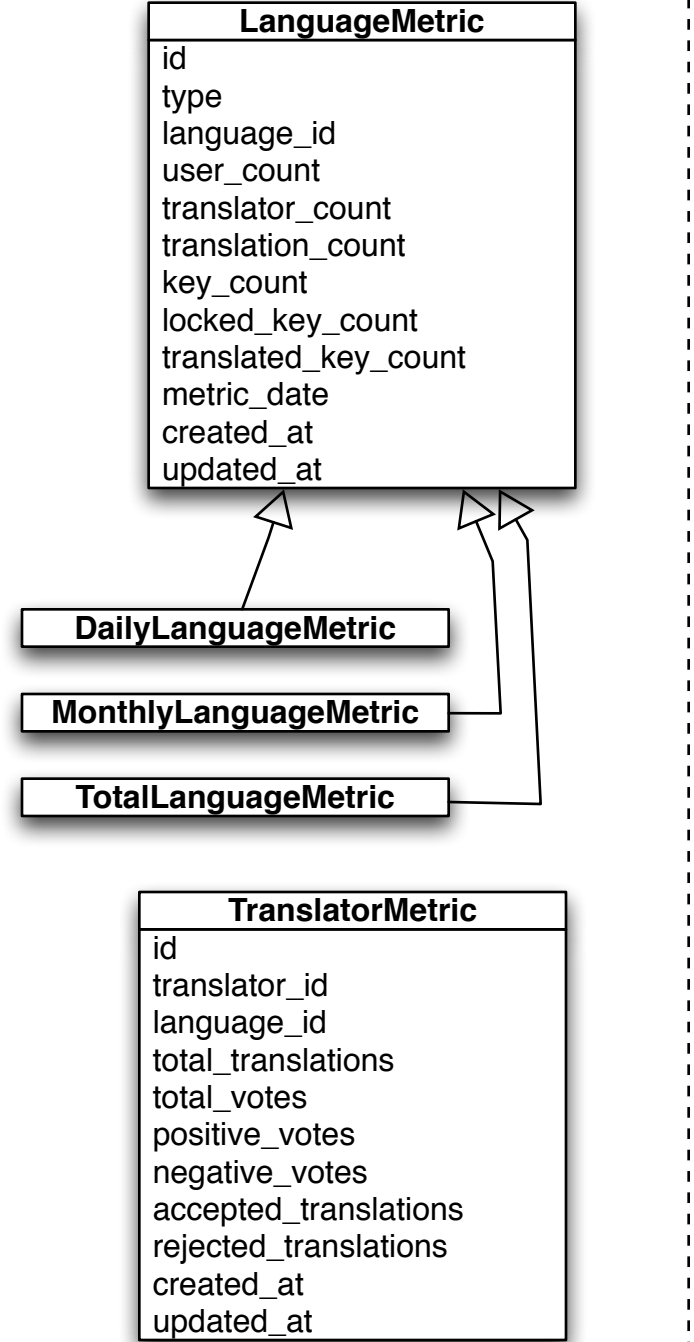 LanguageMetric
id
type
language_id
user_count
translator_count
translation_count
key_count
locked_key_count
translated_key_count
metric_date
created_at
updated_at
DailyLanguageMetric
MonthlyLanguageMetric
TotalLanguageMetric
TranslatorMetric
id
translator_id
language_id
total_translations
total_votes
positive_votes
negative_votes
accepted_translations
rejected_translations
created_at
updated_at